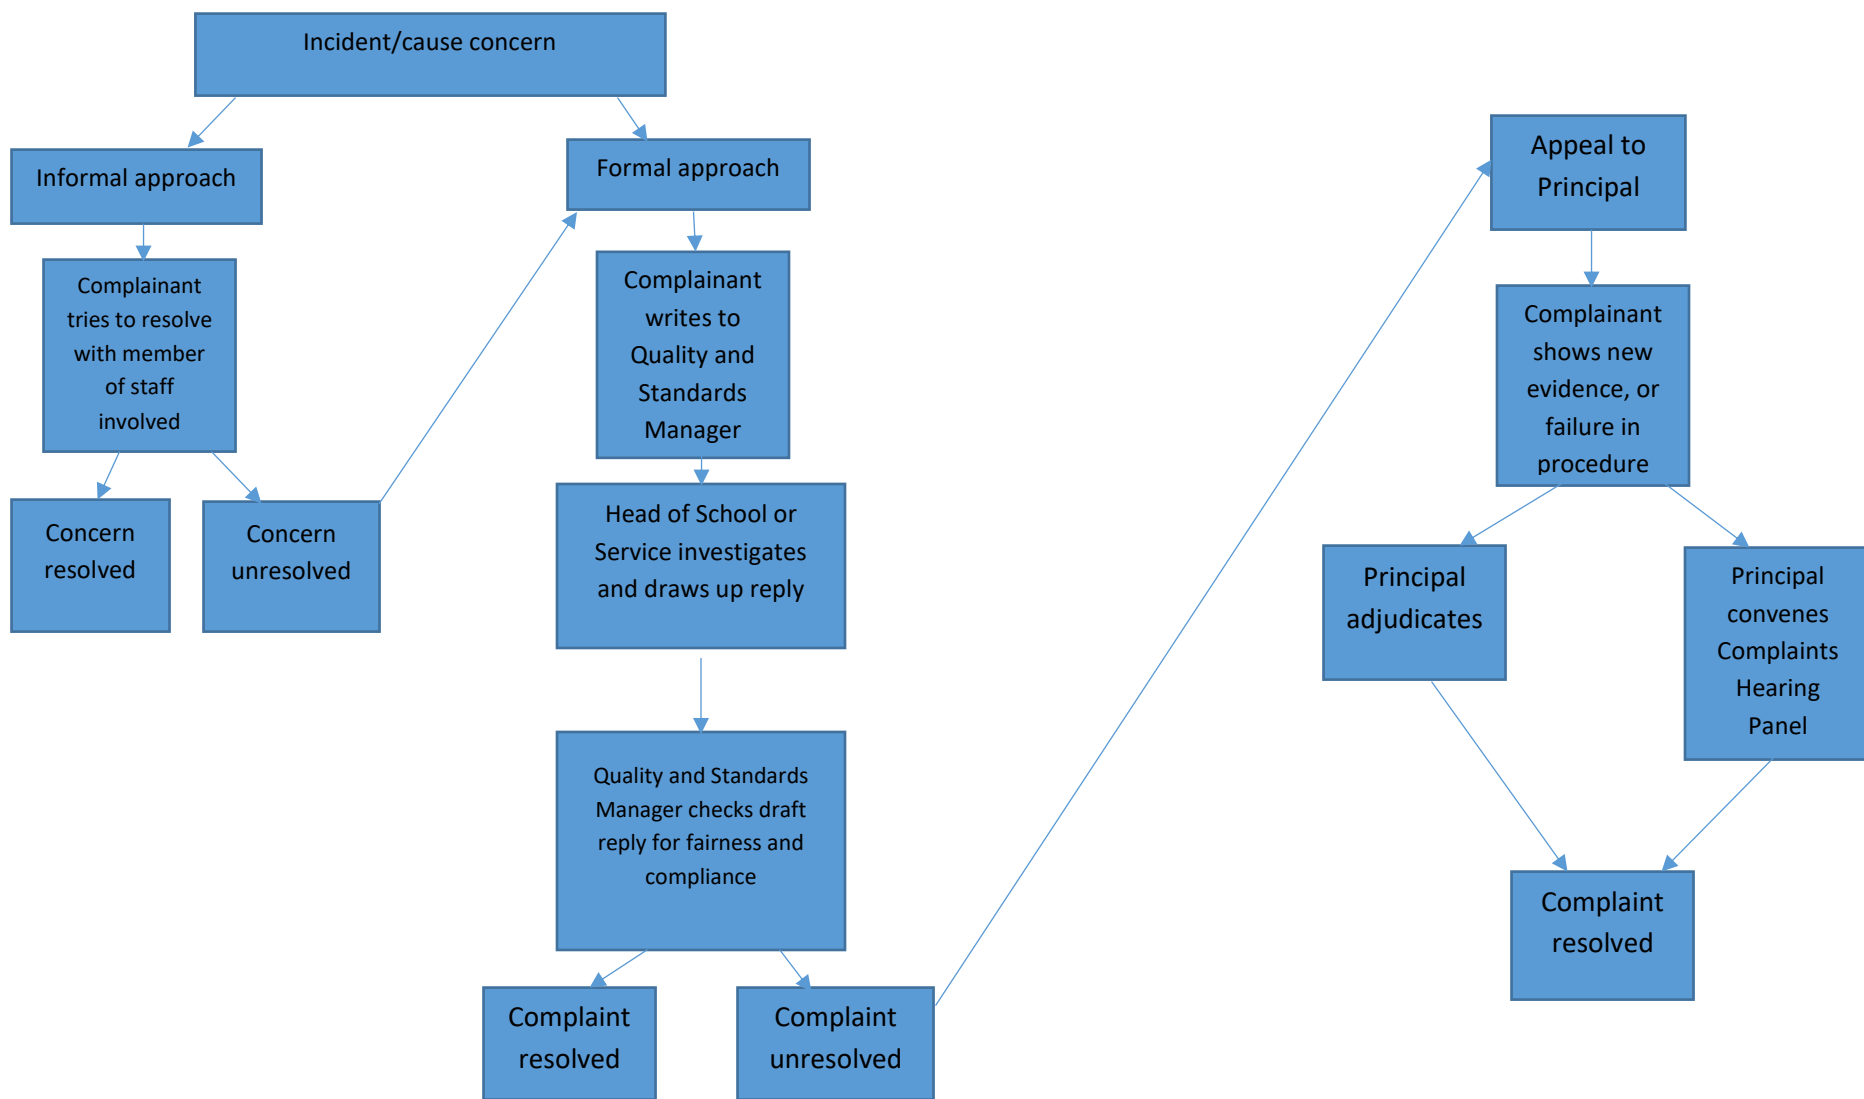 Incident/cause concern
Informal approach
Formal approach
Complainant
tries to resolve
with member
of staff
involved
Concern
resolved
Concern
unresolved
Complainant
writes to
Quality and
Standards
Manager
Head of School or
Service investigates
and draws up reply
Quality and Standards
Manager checks draft
reply for fairness and
compliance
Complaint
resolved
Complaint
unresolved
Appeal to
Principal
Complainant
shows new
evidence, or
failure in
procedure
Principal
adjudicates
Principal
convenes
Complaints
Hearing
Panel
Complaint
resolved